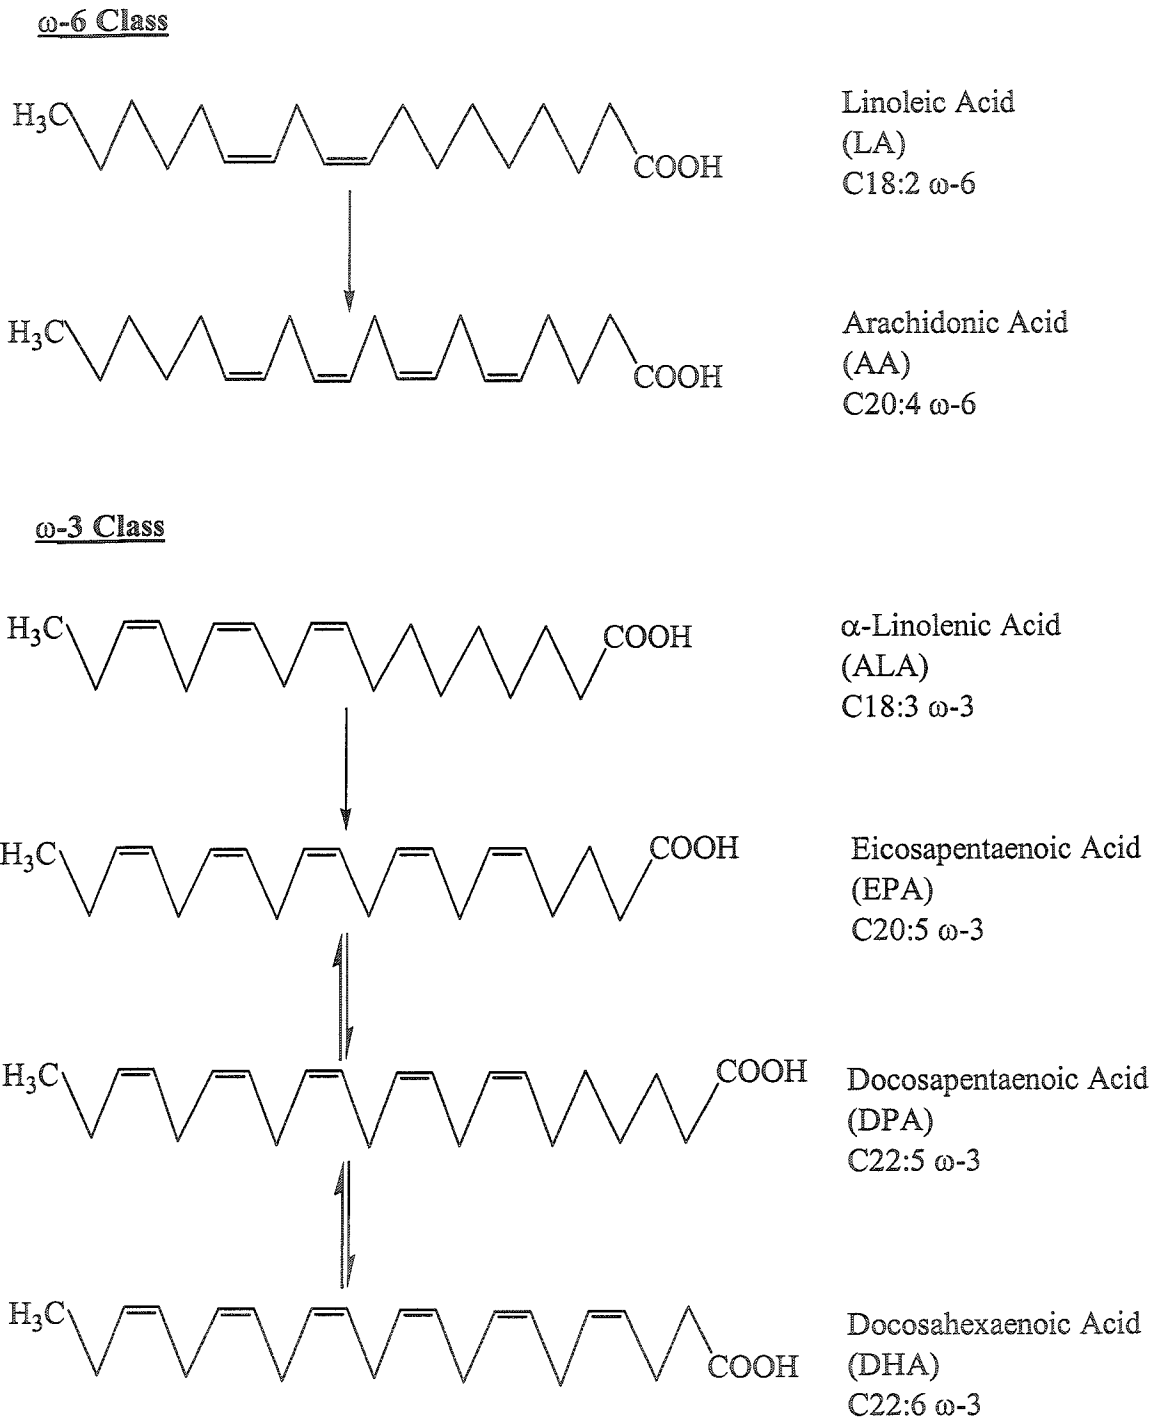 ω-6 Class
H₃C
COOH
Linoleic Acid
(LA)
C18:2 ω-6
H₃C
COOH
Arachidonic Acid
(AA)
C20:4 ω-6
ω-3 Class
H₃C
COOH
α-Linolenic Acid
(ALA)
C18:3 ω-3
H₃C
COOH
Eicosapentaenoic Acid
(EPA)
C20:5 ω-3
H₃C
COOH
Docosapentaenoic Acid
(DPA)
C22:5 ω-3
H₃C
COOH
Docosahexaenoic Acid
(DHA)
C22:6 ω-3